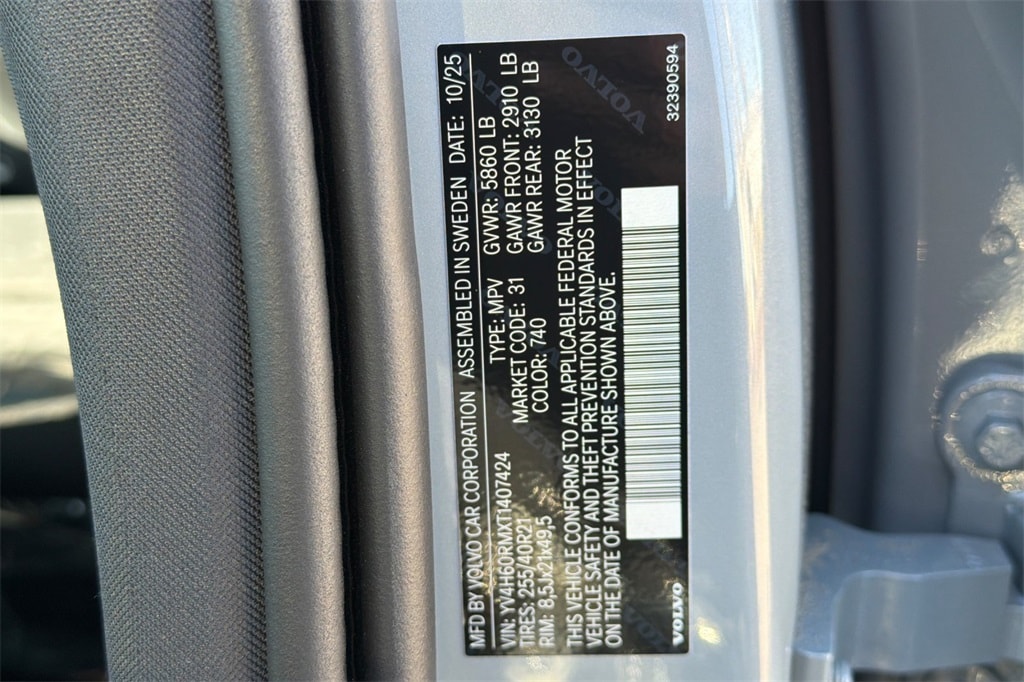 MFD BY VOLVO CAR CORPORATION ASSEMBLED IN SWEDEN DATE: 10/25
VIN: YV4H60RMXT1407424 TYPE: MPV GVWR: 5860 LB
TIRES: 255/40R21 MARKET CODE: 31 GAWR FRONT: 2910 LB
RIM: 8,5Jx21x49,5 COLOR: 740 GAWR REAR: 3130 LB
THIS VEHICLE CONFORMS TO ALL APPLICABLE FEDERAL MOTOR
VEHICLE SAFETY AND THEFT PREVENTION STANDARDS IN EFFECT
ON THE DATE OF MANUFACTURE SHOWN ABOVE.
VOLVO 32390594